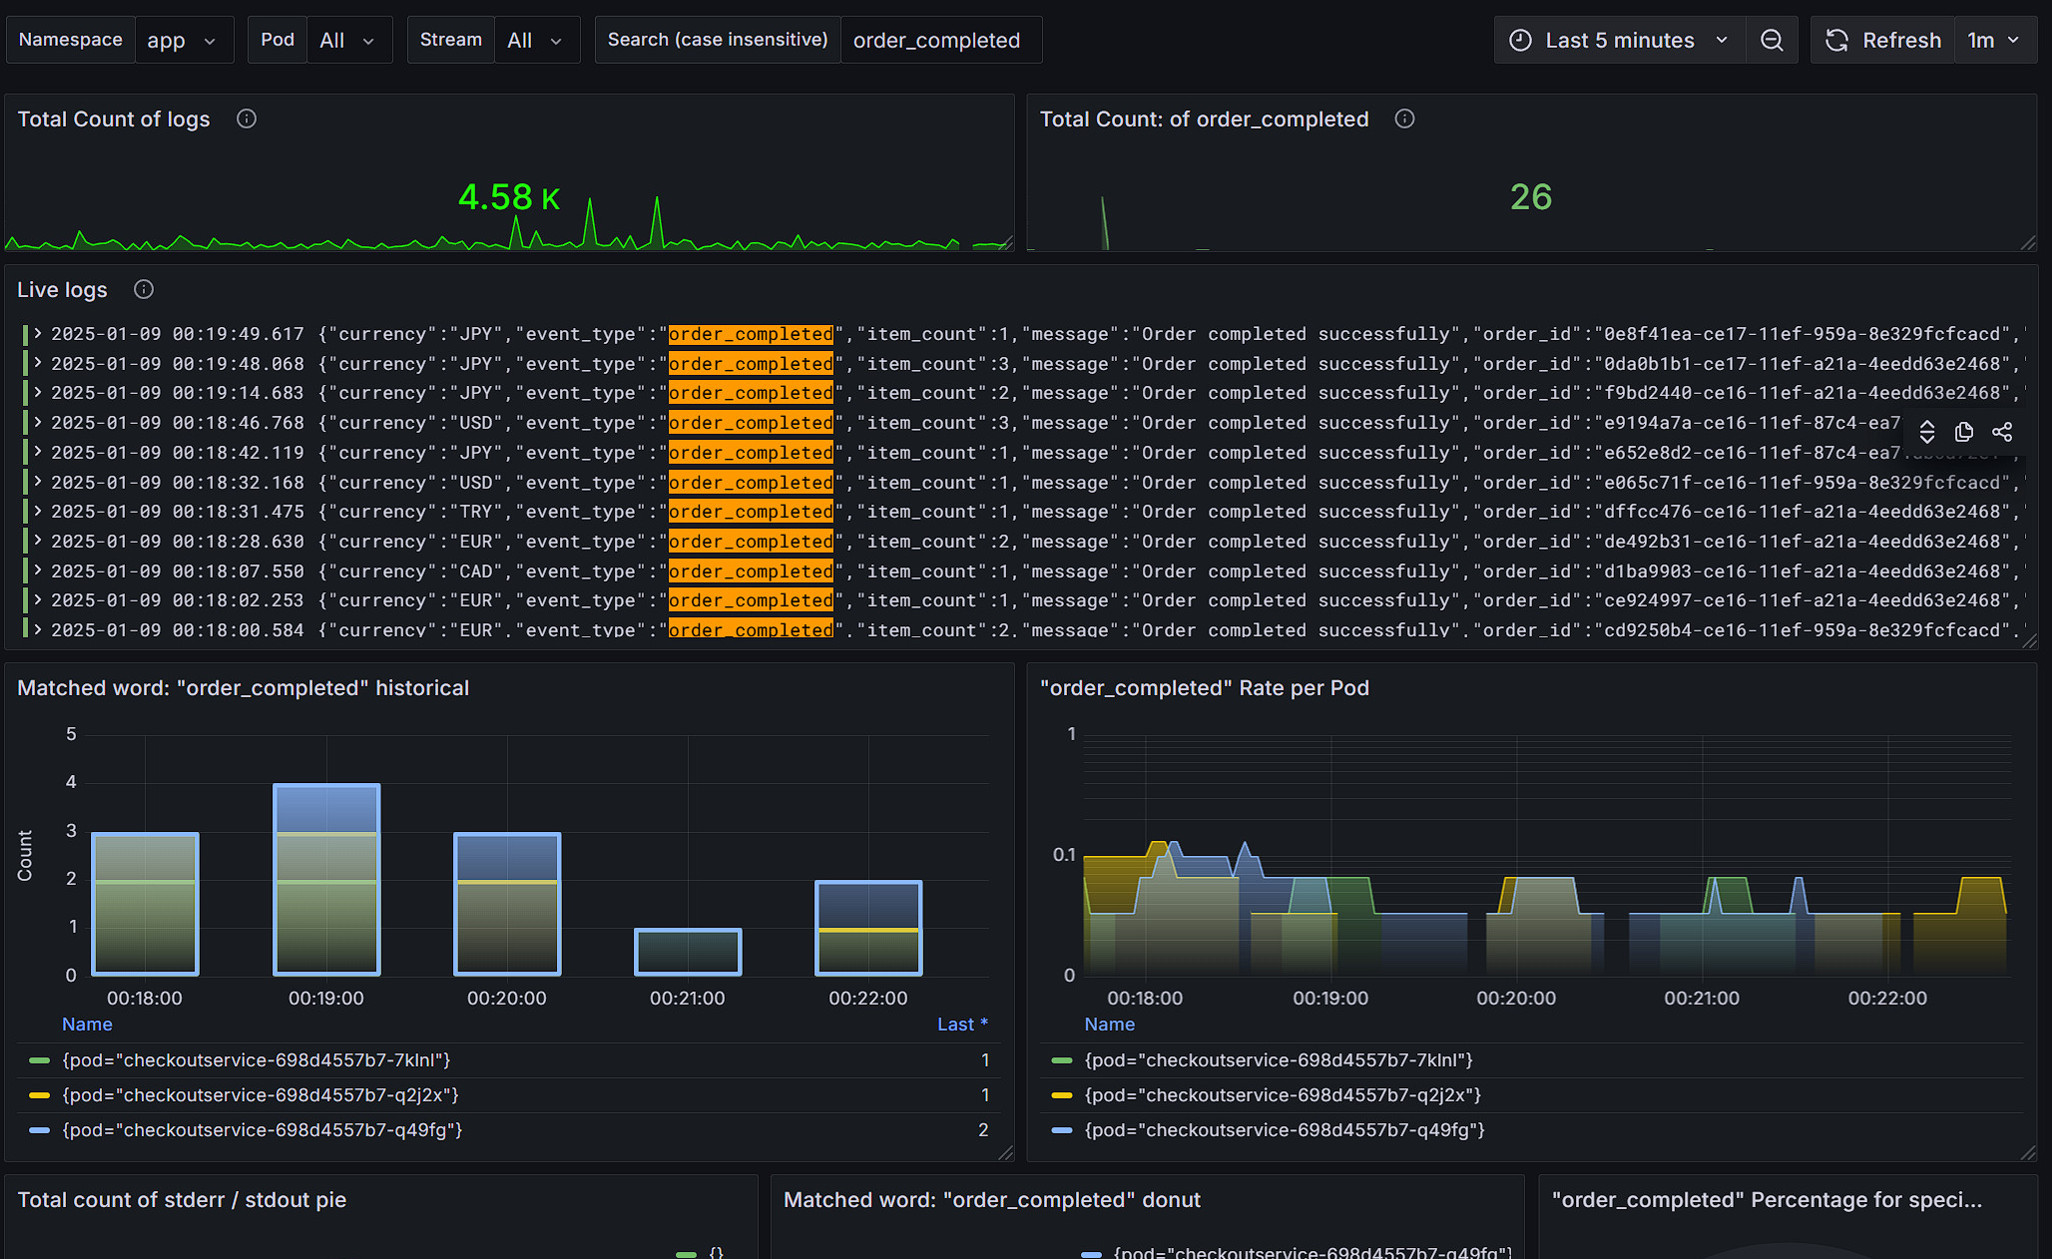 Namespace app Pod All Stream All Search (case insensitive) order_completed Last 5 minutes Refresh 1m
Total Count of logs
4.58 K
Total Count: of order_completed
26
Live logs
2025-01-09 00:19:49.617 {"currency":"JPY","event_type":"order_completed","item_count":1,"message":"Order completed successfully","order_id":"0e8f41ea-ce17-11ef-959a-8e329fcfcacd","
2025-01-09 00:19:48.068 {"currency":"JPY","event_type":"order_completed","item_count":3,"message":"Order completed successfully","order_id":"0da0b1b1-ce17-11ef-a21a-4eedd63e2468","
2025-01-09 00:19:14.683 {"currency":"JPY","event_type":"order_completed","item_count":2,"message":"Order completed successfully","order_id":"f9bd2440-ce16-11ef-a21a-4eedd63e2468","
2025-01-09 00:18:46.768 {"currency":"USD","event_type":"order_completed","item_count":3,"message":"Order completed successfully","order_id":"e9194a7a-ce16-11ef-87c4-ea7
2025-01-09 00:18:42.119 {"currency":"JPY","event_type":"order_completed","item_count":1,"message":"Order completed successfully","order_id":"e652e8d2-ce16-11ef-87c4-ea7
2025-01-09 00:18:32.168 {"currency":"USD","event_type":"order_completed","item_count":1,"message":"Order completed successfully","order_id":"e065c71f-ce16-11ef-959a-8e329fcfcacd","
2025-01-09 00:18:31.475 {"currency":"TRY","event_type":"order_completed","item_count":1,"message":"Order completed successfully","order_id":"dffcc476-ce16-11ef-a21a-4eedd63e2468","
2025-01-09 00:18:28.630 {"currency":"EUR","event_type":"order_completed","item_count":2,"message":"Order completed successfully","order_id":"de492b31-ce16-11ef-a21a-4eedd63e2468","
2025-01-09 00:18:07.550 {"currency":"CAD","event_type":"order_completed","item_count":1,"message":"Order completed successfully","order_id":"d1ba9903-ce16-11ef-a21a-4eedd63e2468","
2025-01-09 00:18:02.253 {"currency":"EUR","event_type":"order_completed","item_count":1,"message":"Order completed successfully","order_id":"ce924997-ce16-11ef-a21a-4eedd63e2468","
2025-01-09 00:18:00.584 {"currency":"EUR","event_type":"order_completed","item_count":2,"message":"Order completed successfully","order_id":"cd9250b4-ce16-11ef-959a-8e329fcfcacd","
Matched word: "order_completed" historical
5
4
3
2
1
0
Count
00:18:00 00:19:00 00:20:00 00:21:00 00:22:00
Name Last *
{pod="checkoutservice-698d4557b7-7klnl"} 1
{pod="checkoutservice-698d4557b7-q2j2x"} 1
{pod="checkoutservice-698d4557b7-q49fg"} 2
"order_completed" Rate per Pod
1
0.1
0
00:18:00 00:19:00 00:20:00 00:21:00 00:22:00
Name
{pod="checkoutservice-698d4557b7-7klnl"}
{pod="checkoutservice-698d4557b7-q2j2x"}
{pod="checkoutservice-698d4557b7-q49fg"}
Total count of stderr / stdout pie
{}
Matched word: "order_completed" donut
{pod="checkoutservice-698d4557b7-q49fg"}
"order_completed" Percentage for speci...